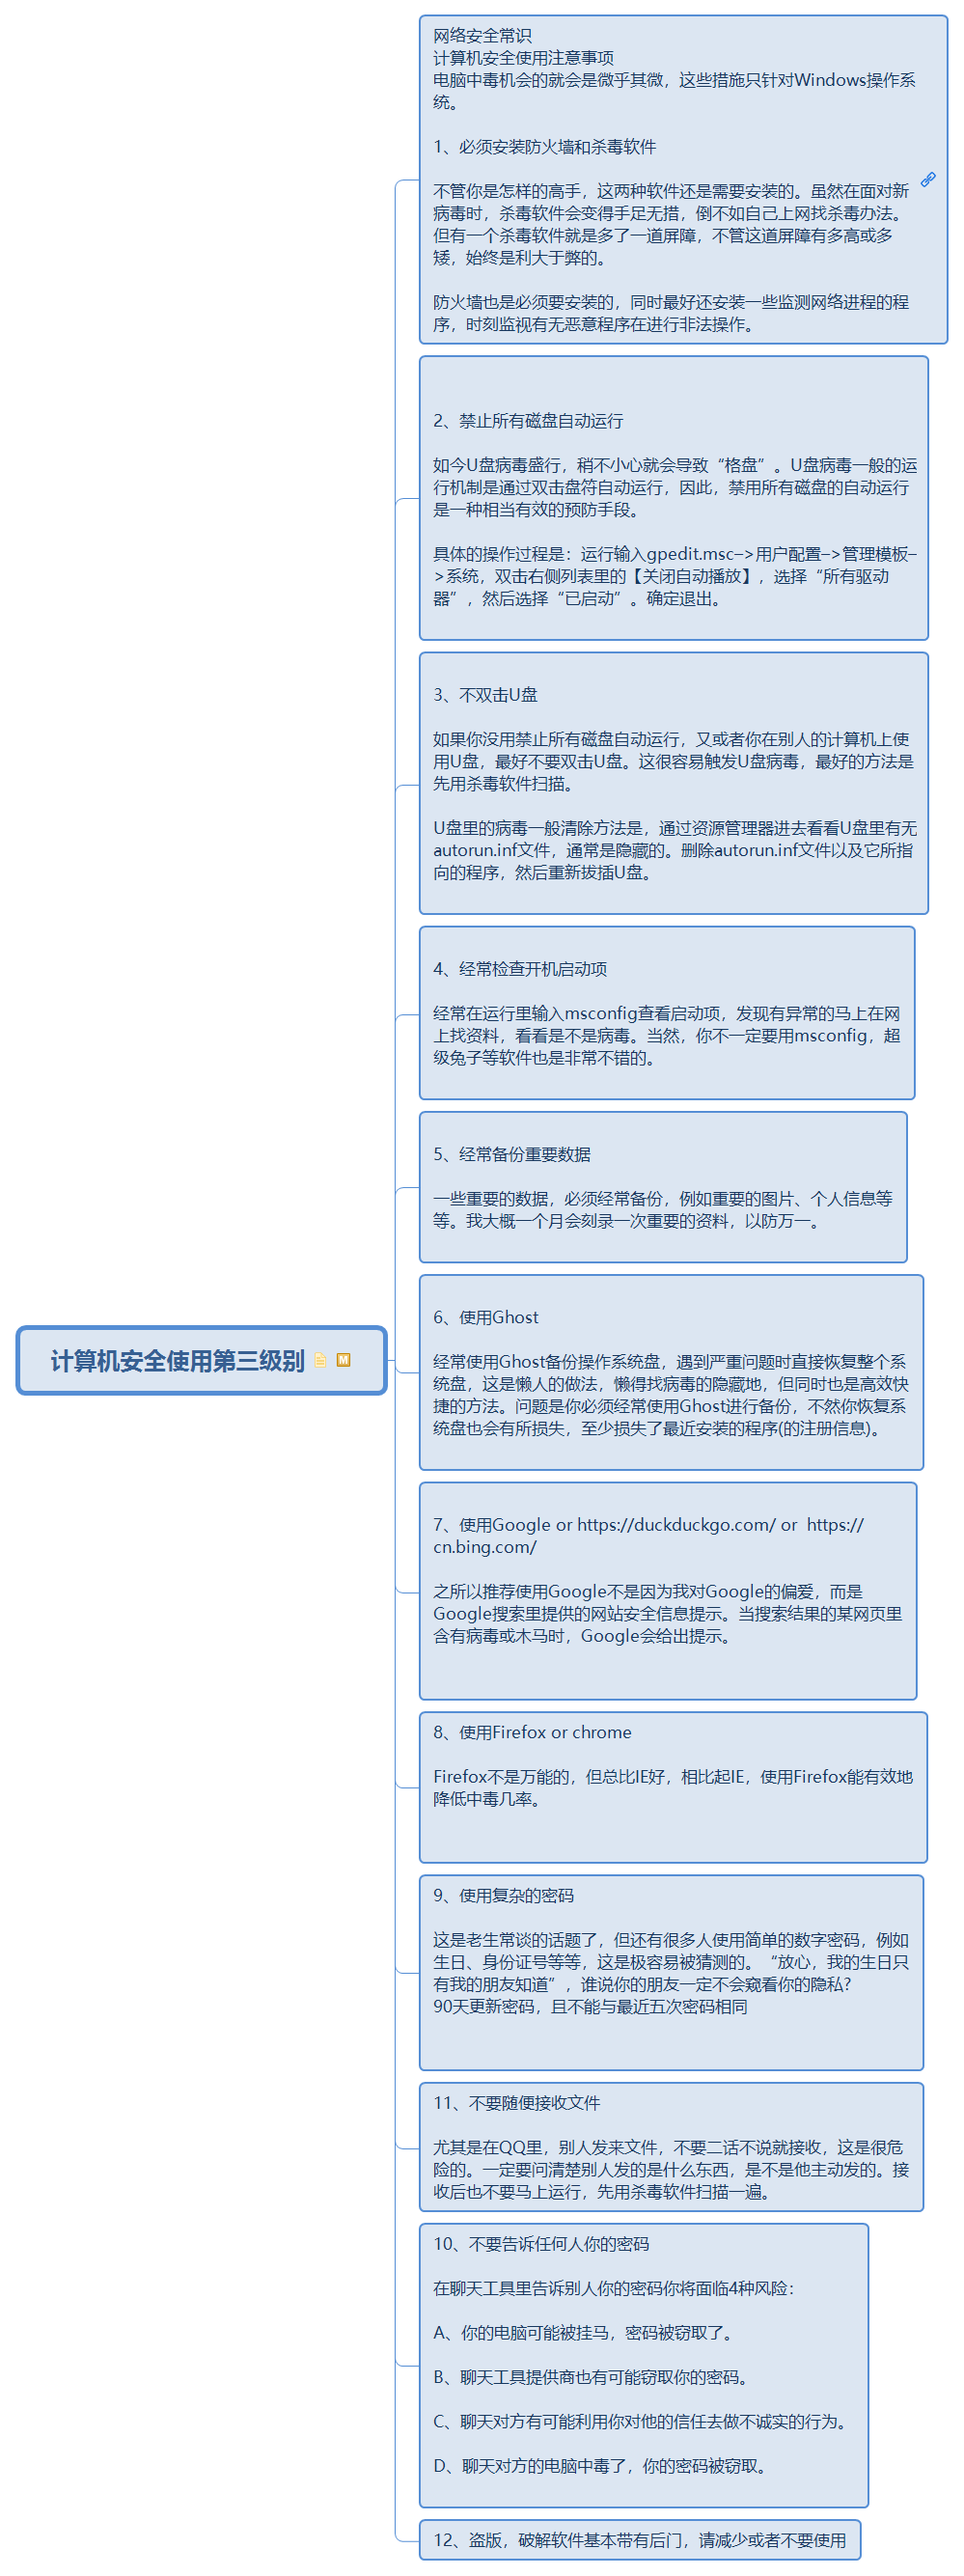 网络安全常识
计算机安全使用注意事项
电脑中毒机会的就会是微乎其微，这些措施只针对Windows操作系
统。
1、必须安装防火墙和杀毒软件
不管你是怎样的高手，这两种软件还是需要安装的。虽然在面对新
病毒时，杀毒软件会变得手足无措，倒不如自己上网找杀毒办法。
但有一个杀毒软件就是多了一道屏障，不管这道屏障有多高或多
矮，始终是利大于弊的。
防火墙也是必须要安装的，同时最好还安装一些监测网络进程的程
序，时刻监视有无恶意程序在进行非法操作。
2、禁止所有磁盘自动运行
如今U盘病毒盛行，稍不小心就会导致“格盘”。U盘病毒一般的运
行机制是通过双击盘符自动运行，因此，禁用所有磁盘的自动运行
是一种相当有效的预防手段。
具体的操作过程是：运行输入gpedit.msc–>用户配置–>管理模板–
>系统，双击右侧列表里的【关闭自动播放】，选择“所有驱动
器”，然后选择“已启动”。确定退出。
3、不双击U盘
如果你没用禁止所有磁盘自动运行，又或者你在别人的计算机上使
用U盘，最好不要双击U盘。这很容易触发U盘病毒，最好的方法是
先用杀毒软件扫描。
U盘里的病毒一般清除方法是，通过资源管理器进去看看U盘里有无
autorun.inf文件，通常是隐藏的。删除autorun.inf文件以及它所指
向的程序，然后重新拔插U盘。
4、经常检查开机启动项
经常在运行里输入msconfig查看启动项，发现有异常的马上在网
上找资料，看看是不是病毒。当然，你不一定要用msconfig，超
级兔子等软件也是非常不错的。
5、经常备份重要数据
一些重要的数据，必须经常备份，例如重要的图片、个人信息等
等。我大概一个月会刻录一次重要的资料，以防万一。
计算机安全使用第三级别
M
6、使用Ghost
经常使用Ghost备份操作系统盘，遇到严重问题时直接恢复整个系
统盘，这是懒人的做法，懒得找病毒的隐藏地，但同时也是高效快
捷的方法。问题是你必须经常使用Ghost进行备份，不然你恢复系
统盘也会有所损失，至少损失了最近安装的程序(的注册信息)。
7、使用Google or https://duckduckgo.com/ or  https://
cn.bing.com/
之所以推荐使用Google不是因为我对Google的偏爱，而是
Google搜索里提供的网站安全信息提示。当搜索结果的某网页里
含有病毒或木马时，Google会给出提示。
8、使用Firefox or chrome
Firefox不是万能的，但总比IE好，相比起IE，使用Firefox能有效地
降低中毒几率。
9、使用复杂的密码
这是老生常谈的话题了，但还有很多人使用简单的数字密码，例如
生日、身份证号等等，这是极容易被猜测的。“放心，我的生日只
有我的朋友知道”，谁说你的朋友一定不会窥看你的隐私?
90天更新密码，且不能与最近五次密码相同
11、不要随便接收文件
尤其是在QQ里，别人发来文件，不要二话不说就接收，这是很危
险的。一定要问清楚别人发的是什么东西，是不是他主动发的。接
收后也不要马上运行，先用杀毒软件扫描一遍。
10、不要告诉任何人你的密码
在聊天工具里告诉别人你的密码你将面临4种风险：
A、你的电脑可能被挂马，密码被窃取了。
B、聊天工具提供商也有可能窃取你的密码。
C、聊天对方有可能利用你对他的信任去做不诚实的行为。
D、聊天对方的电脑中毒了，你的密码被窃取。
12、盗版，破解软件基本带有后门，请减少或者不要使用